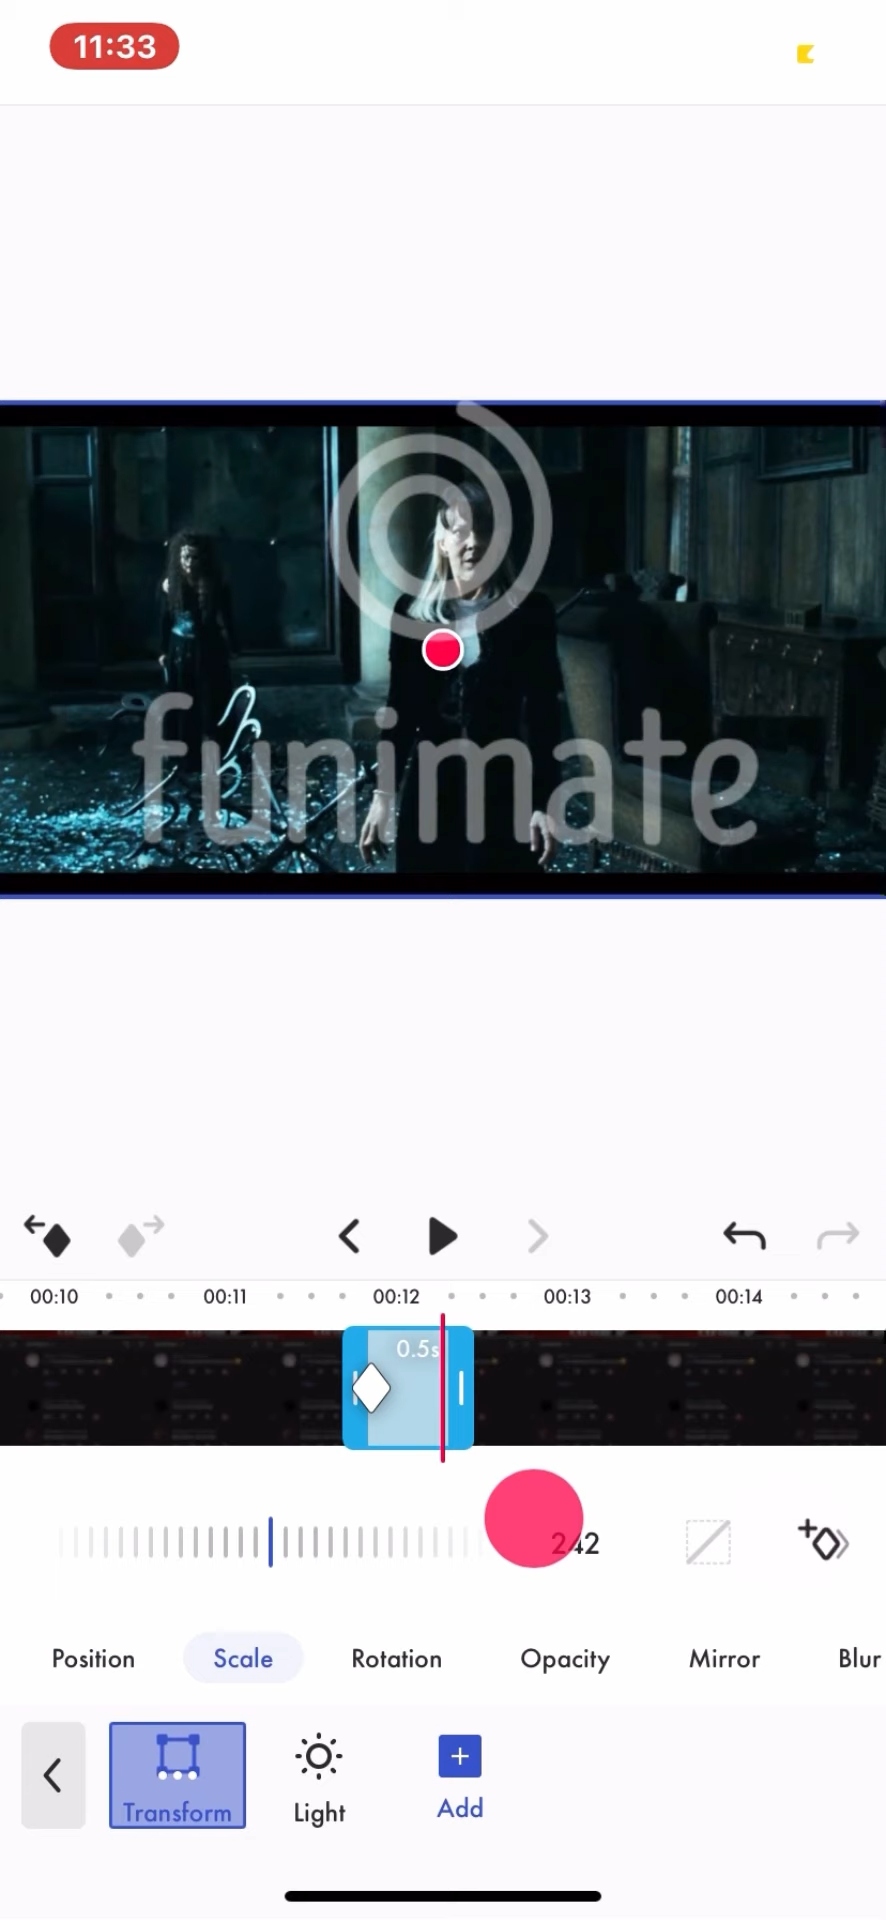 11:33
funimate
00:10 00:11 00:12 00:13 00:14
0.5s
242
Position Scale Rotation Opacity Mirror Blur
Transform Light Add